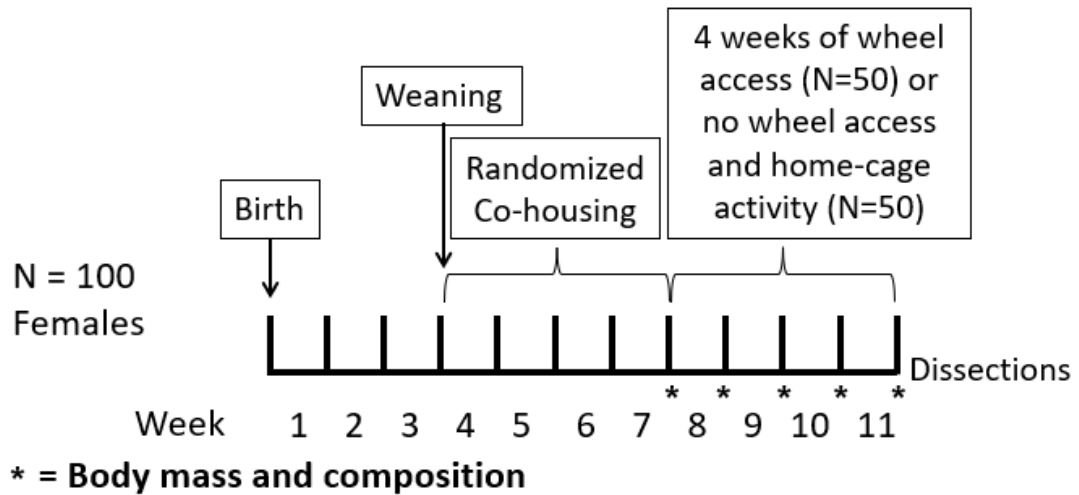 4 weeks of wheel
access (N=50) or
no wheel access
and home-cage
activity (N=50)
Weaning
Randomized
Co-housing
Birth
N = 100
Females
Dissections
* * * * *
Week 1 2 3 4 5 6 7 8 9 10 11
* = Body mass and composition